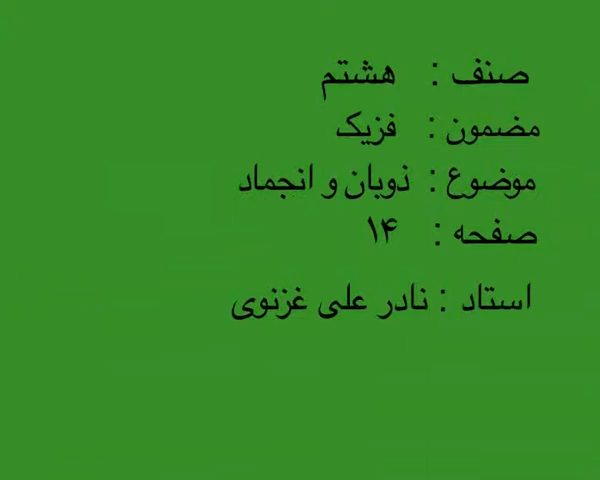 صنف : هشتم
مضمون : فزیک
موضوع : ذوبان و انجماد
صفحه : ۱۴
استاد : نادر علی غزنوی